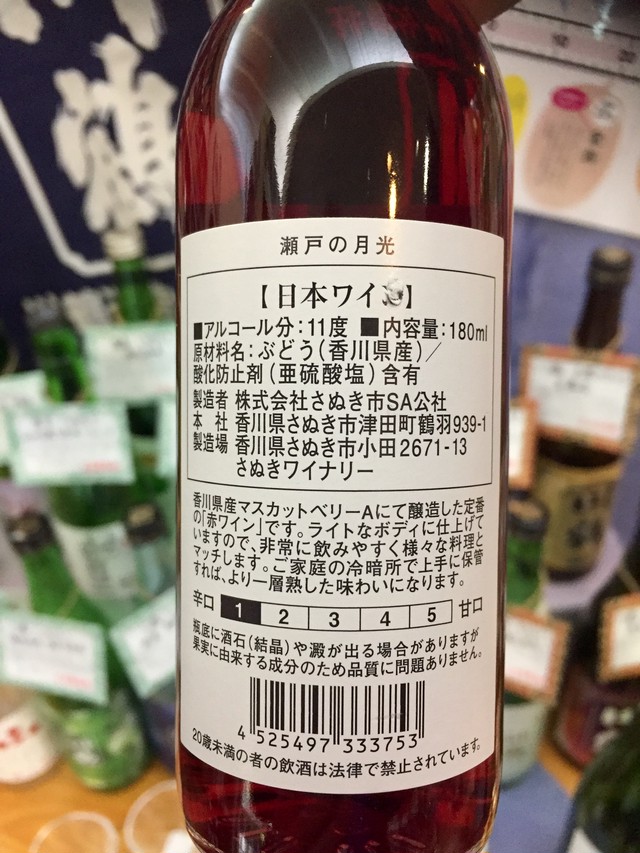 瀬戸の月光
【日本ワイン】
■アルコール分：11度 ■内容量：180ml
原材料名：ぶどう（香川県産）／
酸化防止剤（亜硫酸塩）含有
製造者 株式会社さぬき市SA公社
本　社 香川県さぬき市津田町鶴羽939-1
製造場 香川県さぬき市小田2671-13
さぬきワイナリー
香川県産マスカットベリーAにて醸造した定番
の「赤ワイン」です。ライトなボディに仕上げて
いますので、非常に飲みやすく様々な料理と
マッチします。ご家庭の冷暗所で上手に保管
すれば、より一層熟した味わいになります。
辛口 1 2 3 4 5 甘口
瓶底に酒石（結晶）や澱が出る場合がありますが
果実に由来する成分のため品質に問題ありません。
4 525497 333753
20歳未満の者の飲酒は法律で禁止されています。